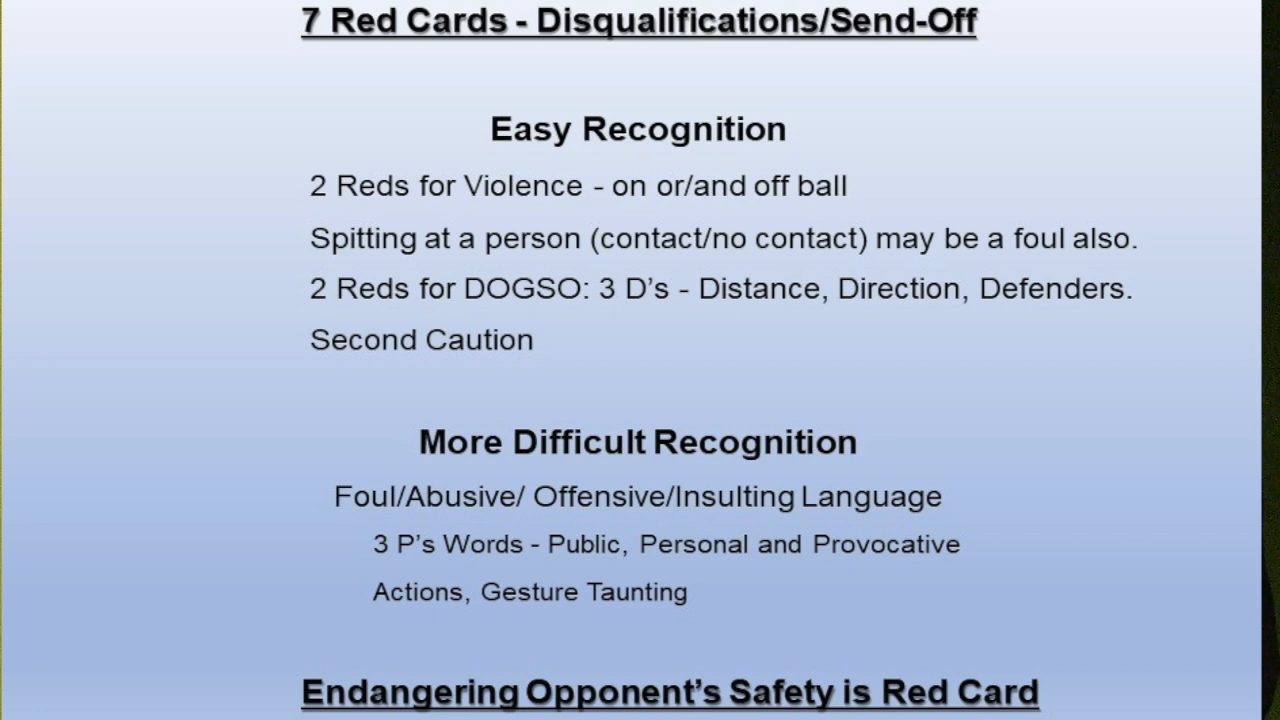 7 Red Cards - Disqualifications/Send-Off
Easy Recognition
2 Reds for Violence - on or/and off ball
Spitting at a person (contact/no contact) may be a foul also.
2 Reds for DOGSO: 3 D’s - Distance, Direction, Defenders.
Second Caution
More Difficult Recognition
Foul/Abusive/ Offensive/Insulting Language
3 P’s Words - Public, Personal and Provocative
Actions, Gesture Taunting
Endangering Opponent’s Safety is Red Card